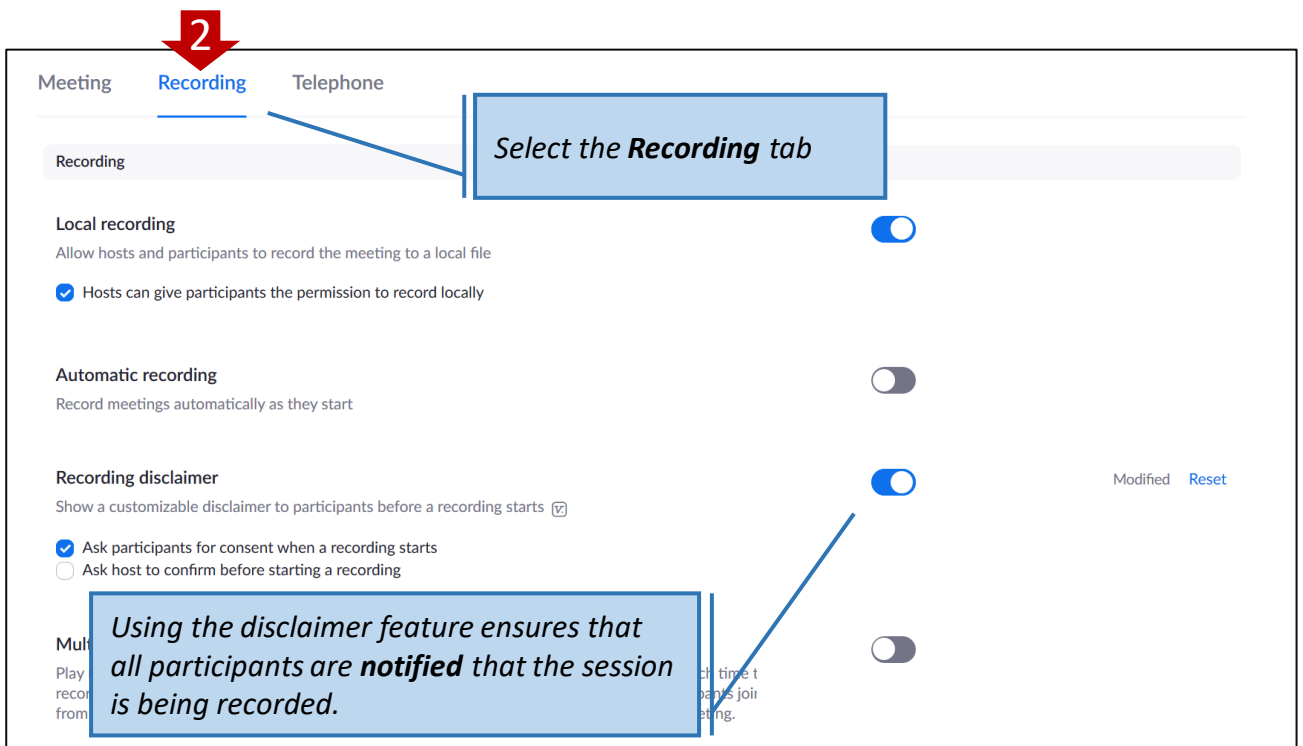 2
Meeting Recording Telephone
Select the Recording tab
Recording
Local recording
Allow hosts and participants to record the meeting to a local file
Hosts can give participants the permission to record locally
Automatic recording
Record meetings automatically as they start
Recording disclaimer
Modified Reset
Show a customizable disclaimer to participants before a recording starts
Ask participants for consent when a recording starts
Ask host to confirm before starting a recording
Using the disclaimer feature ensures that
all participants are notified that the session
is being recorded.
Mul
Play
recor
from